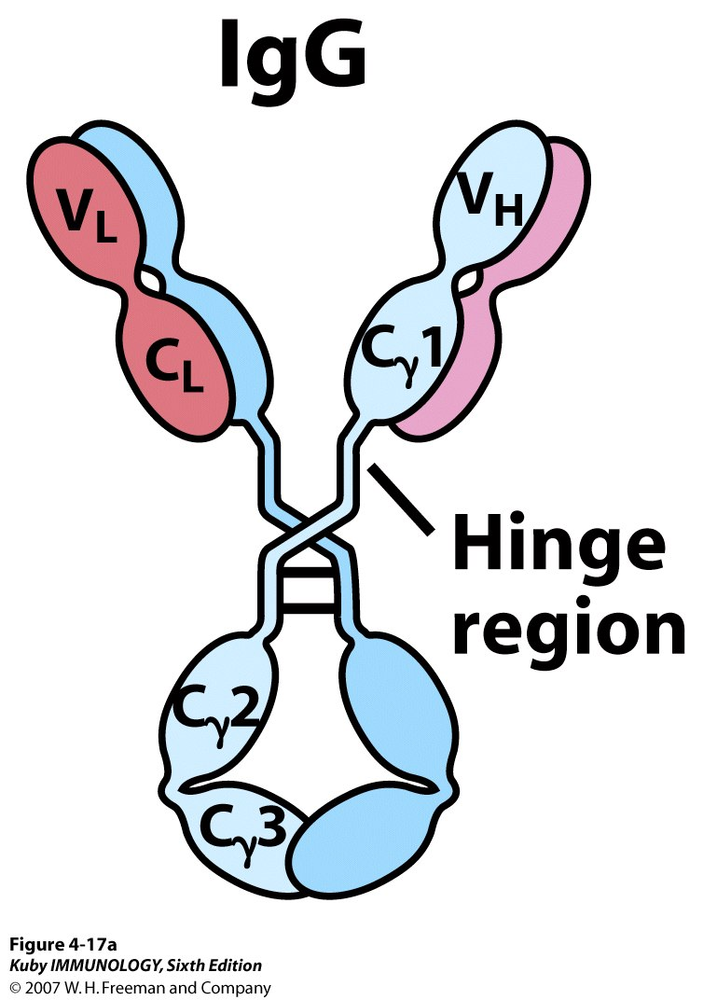 IgG
VL
VH
CL
Cγ1
Hinge
region
Cγ2
Cγ3
Figure 4-17a
Kuby IMMUNOLOGY, Sixth Edition
© 2007 W. H. Freeman and Company